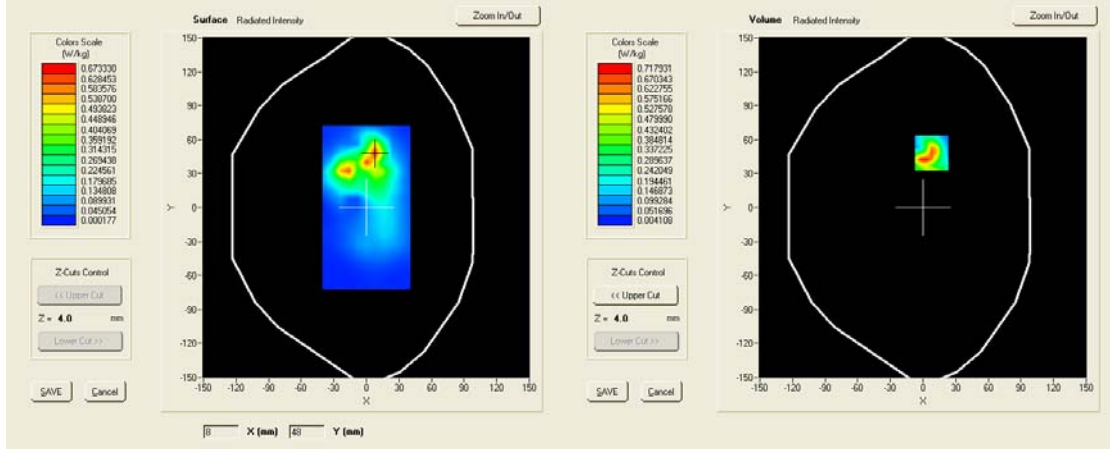 Surface Radiated Intensity
Zoom In/Out
Colors Scale
(W/kg)
0.673330
0.628453
0.583576
0.538700
0.493823
0.448946
0.404069
0.359192
0.314315
0.269438
0.224561
0.179685
0.134808
0.089931
0.045054
0.000177
Z-Cuts Control
<< Upper Cut
Z = 4.0 mm
Lower Cut >>
SAVE Cancel
150
120
90
60
30
0
-30
-60
-90
-120
-150
Y
-150 -120 -90 -60 -30 0 30 60 90 120 150
X
8 X (mm) 48 Y (mm)
Volume Radiated Intensity
Zoom In/Out
Colors Scale
(W/kg)
0.717931
0.670343
0.622755
0.575166
0.527578
0.479990
0.432402
0.384814
0.337225
0.289637
0.242049
0.194461
0.146873
0.099284
0.051696
0.004108
Z-Cuts Control
<< Upper Cut
Z = 4.0 mm
Lower Cut >>
SAVE Cancel
150
120
90
60
30
0
-30
-60
-90
-120
-150
Y
-150 -120 -90 -60 -30 0 30 60 90 120 150
X